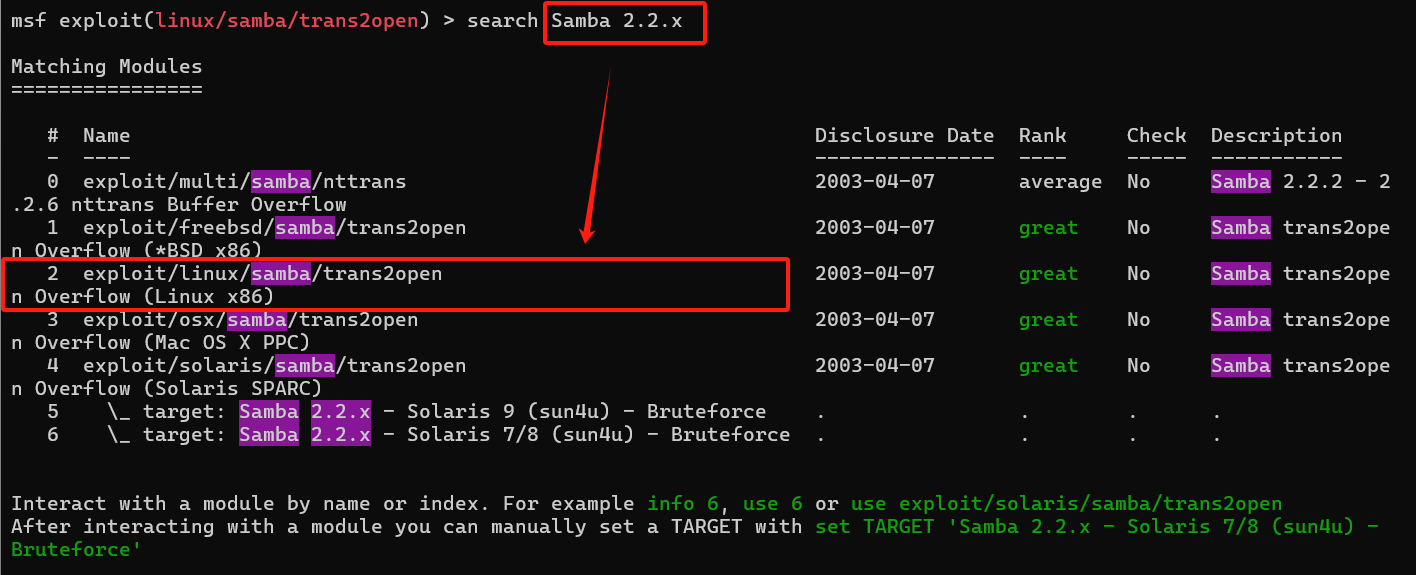 msf exploit(linux/samba/trans2open) > search Samba 2.2.x
Matching Modules
================
#  Name  Disclosure Date  Rank  Check  Description
-  ----  ---------------  ----  -----  -----------
0  exploit/multi/samba/nttrans  2003-04-07  average  No  Samba 2.2.2 - 2
.2.6 nttrans Buffer Overflow
1  exploit/freebsd/samba/trans2open  2003-04-07  great  No  Samba trans2ope
n Overflow (*BSD x86)
2  exploit/linux/samba/trans2open  2003-04-07  great  No  Samba trans2ope
n Overflow (Linux x86)
3  exploit/osx/samba/trans2open  2003-04-07  great  No  Samba trans2ope
n Overflow (Mac OS X PPC)
4  exploit/solaris/samba/trans2open  2003-04-07  great  No  Samba trans2ope
n Overflow (Solaris SPARC)
5  \_ target: Samba 2.2.x - Solaris 9 (sun4u) - Bruteforce  .  .  .  .
6  \_ target: Samba 2.2.x - Solaris 7/8 (sun4u) - Bruteforce  .  .  .  .
Interact with a module by name or index. For example info 6, use 6 or use exploit/solaris/samba/trans2open
After interacting with a module you can manually set a TARGET with set TARGET 'Samba 2.2.x - Solaris 7/8 (sun4u) -
Bruteforce'